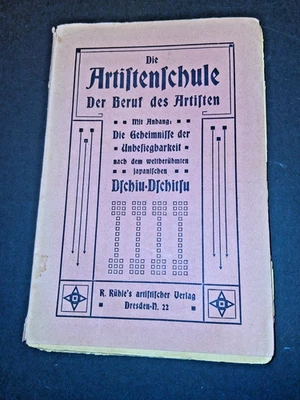 Die
Artiſtenſchule
Der Beruf des Artiſten
Mit Anhang:
Die Geheimniſſe der
Unbeſiegbarkeit
nach dem weltberühmten
japaniſchen
Dſchiu-Dſchitſu
R. Rühle's artiſtiſcher Verlag
Dresden-N. 22